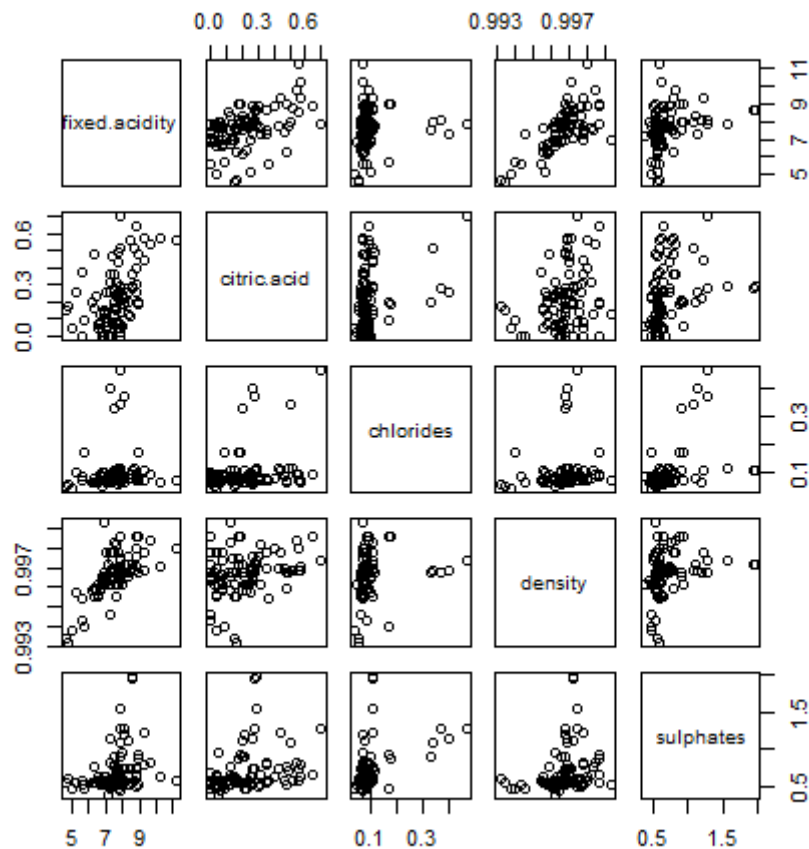 0.0 0.3 0.6 0.993 0.997
fixed.acidity
5 7 9 11
0.0 0.3 0.6
citric.acid
chlorides
0.1 0.3
0.993 0.997
density
sulphates
0.5 1.5
5 7 9 0.1 0.3 0.5 1.5